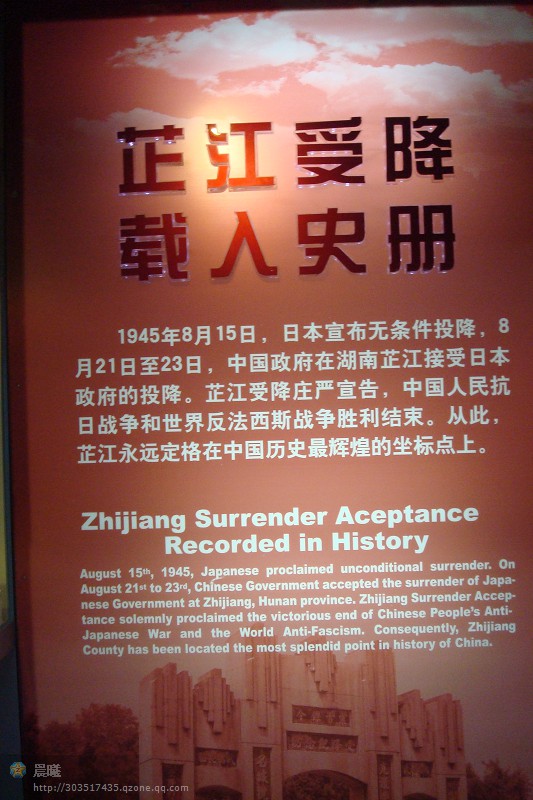 芷江受降
载入史册
1945年8月15日，日本宣布无条件投降，8
月21日至23日，中国政府在湖南芷江接受日本
政府的投降。芷江受降庄严宣告，中国人民抗
日战争和世界反法西斯战争胜利结束。从此，
芷江永远定格在中国历史最辉煌的坐标点上。
Zhijiang Surrender Aceptance
Recorded in History
August 15th, 1945, Japanese proclaimed unconditional surrender. On
August 21st to 23rd, Chinese Government accepted the surrender of Japa-
nese Government at Zhijiang, Hunan province. Zhijiang Surrender Accep-
tance solemnly proclaimed the victorious end of Chinese People's Anti-
Japanese War and the World Anti-Fascism. Consequently, Zhijiang
County has been located the most splendid point in history of China.
晨曦
http://303517435.qzone.qq.com